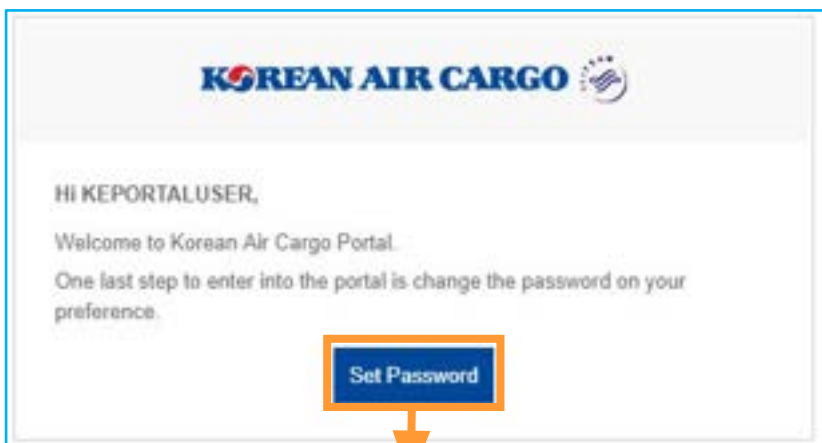 KOREAN AIR CARGO
Hi KEPORTALUSER,
Welcome to Korean Air Cargo Portal.
One last step to enter into the portal is change the password on your
preference.
Set Password